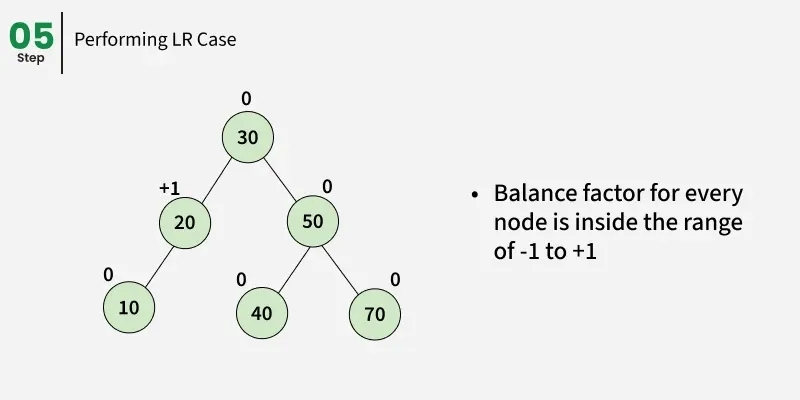 05
Step
Performing LR Case
0
30
+1
0
20
50
0
0
0
10
40
70
• Balance factor for every
node is inside the range
of -1 to +1